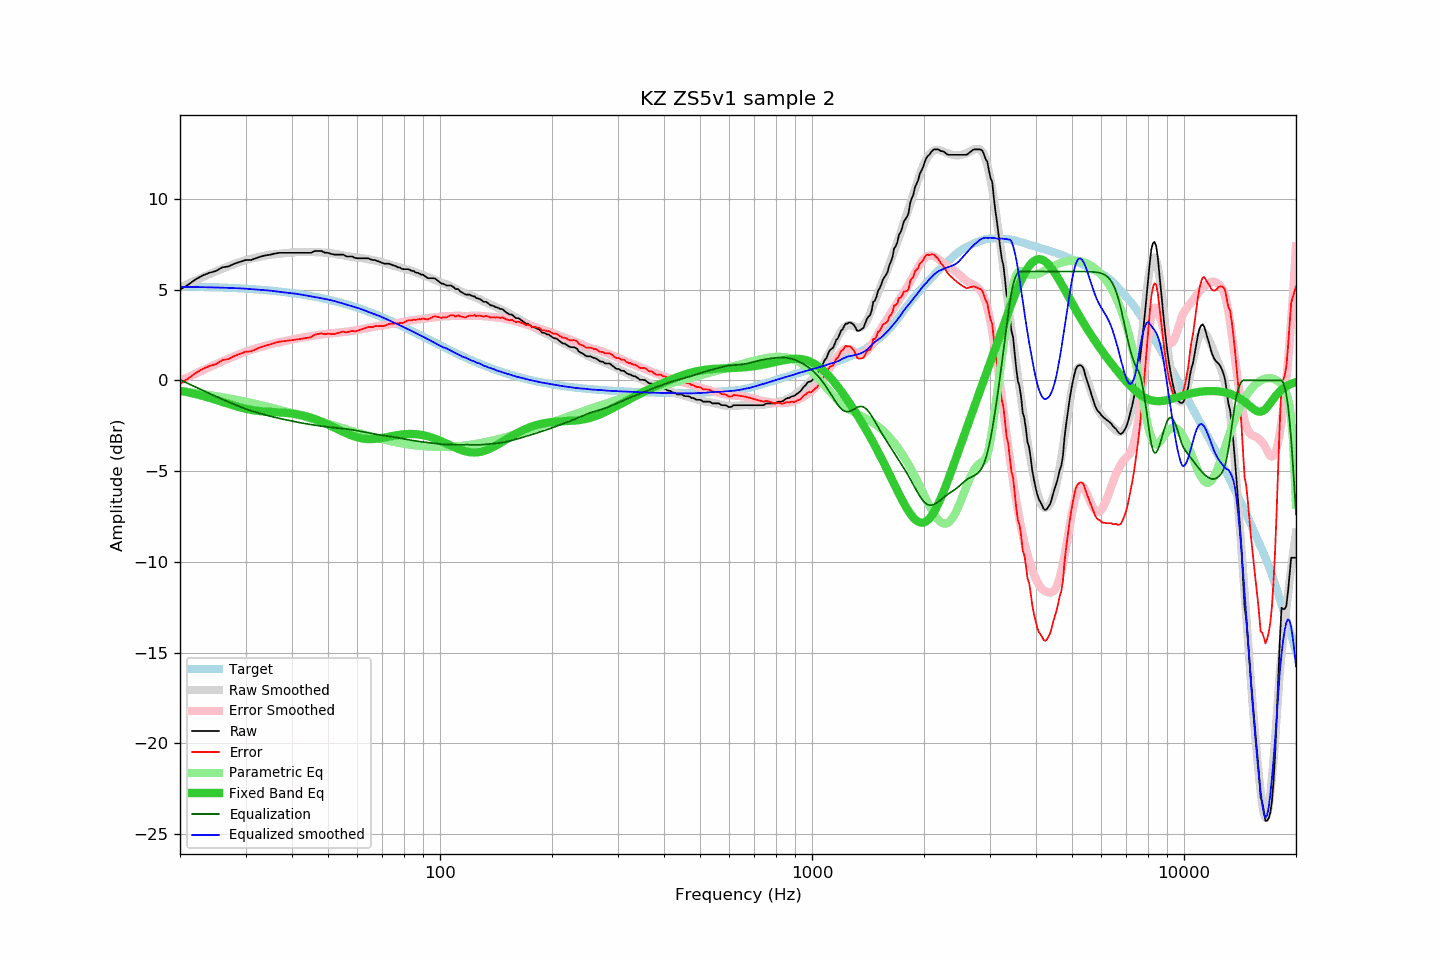 KZ ZS5v1 sample 2
10
5
0
−5
−10
−15
−20
−25
Amplitude (dBr)
Target
Raw Smoothed
Error Smoothed
Raw
Error
Parametric Eq
Fixed Band Eq
Equalization
Equalized smoothed
100
1000
10000
Frequency (Hz)